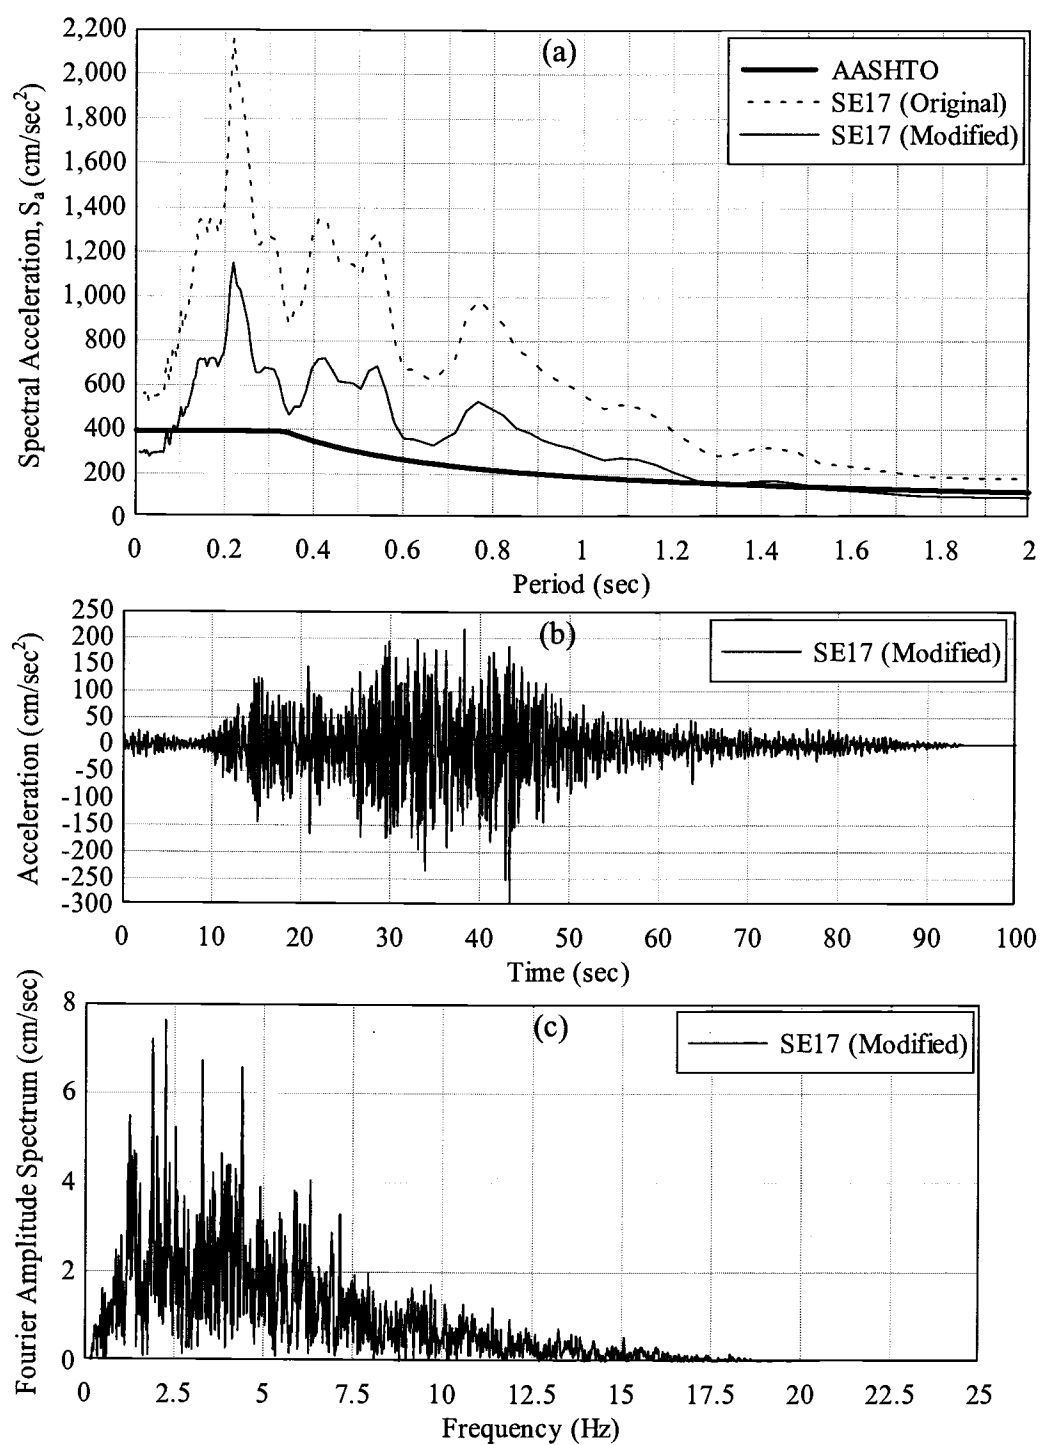 (a)
2,200
2,000
1,800
1,600
1,400
1,200
1,000
800
600
400
200
0
Spectral Acceleration, Sa (cm/sec2)
AASHTO
SE17 (Original)
SE17 (Modified)
0 0.2 0.4 0.6 0.8 1 1.2 1.4 1.6 1.8 2
Period (sec)
(b)
250
200
150
100
50
0
-50
-100
-150
-200
-250
-300
Acceleration (cm/sec2)
SE17 (Modified)
0 10 20 30 40 50 60 70 80 90 100
Time (sec)
(c)
8
6
4
2
0
Fourier Amplitude Spectrum (cm/sec)
SE17 (Modified)
0 2.5 5 7.5 10 12.5 15 17.5 20 22.5 25
Frequency (Hz)